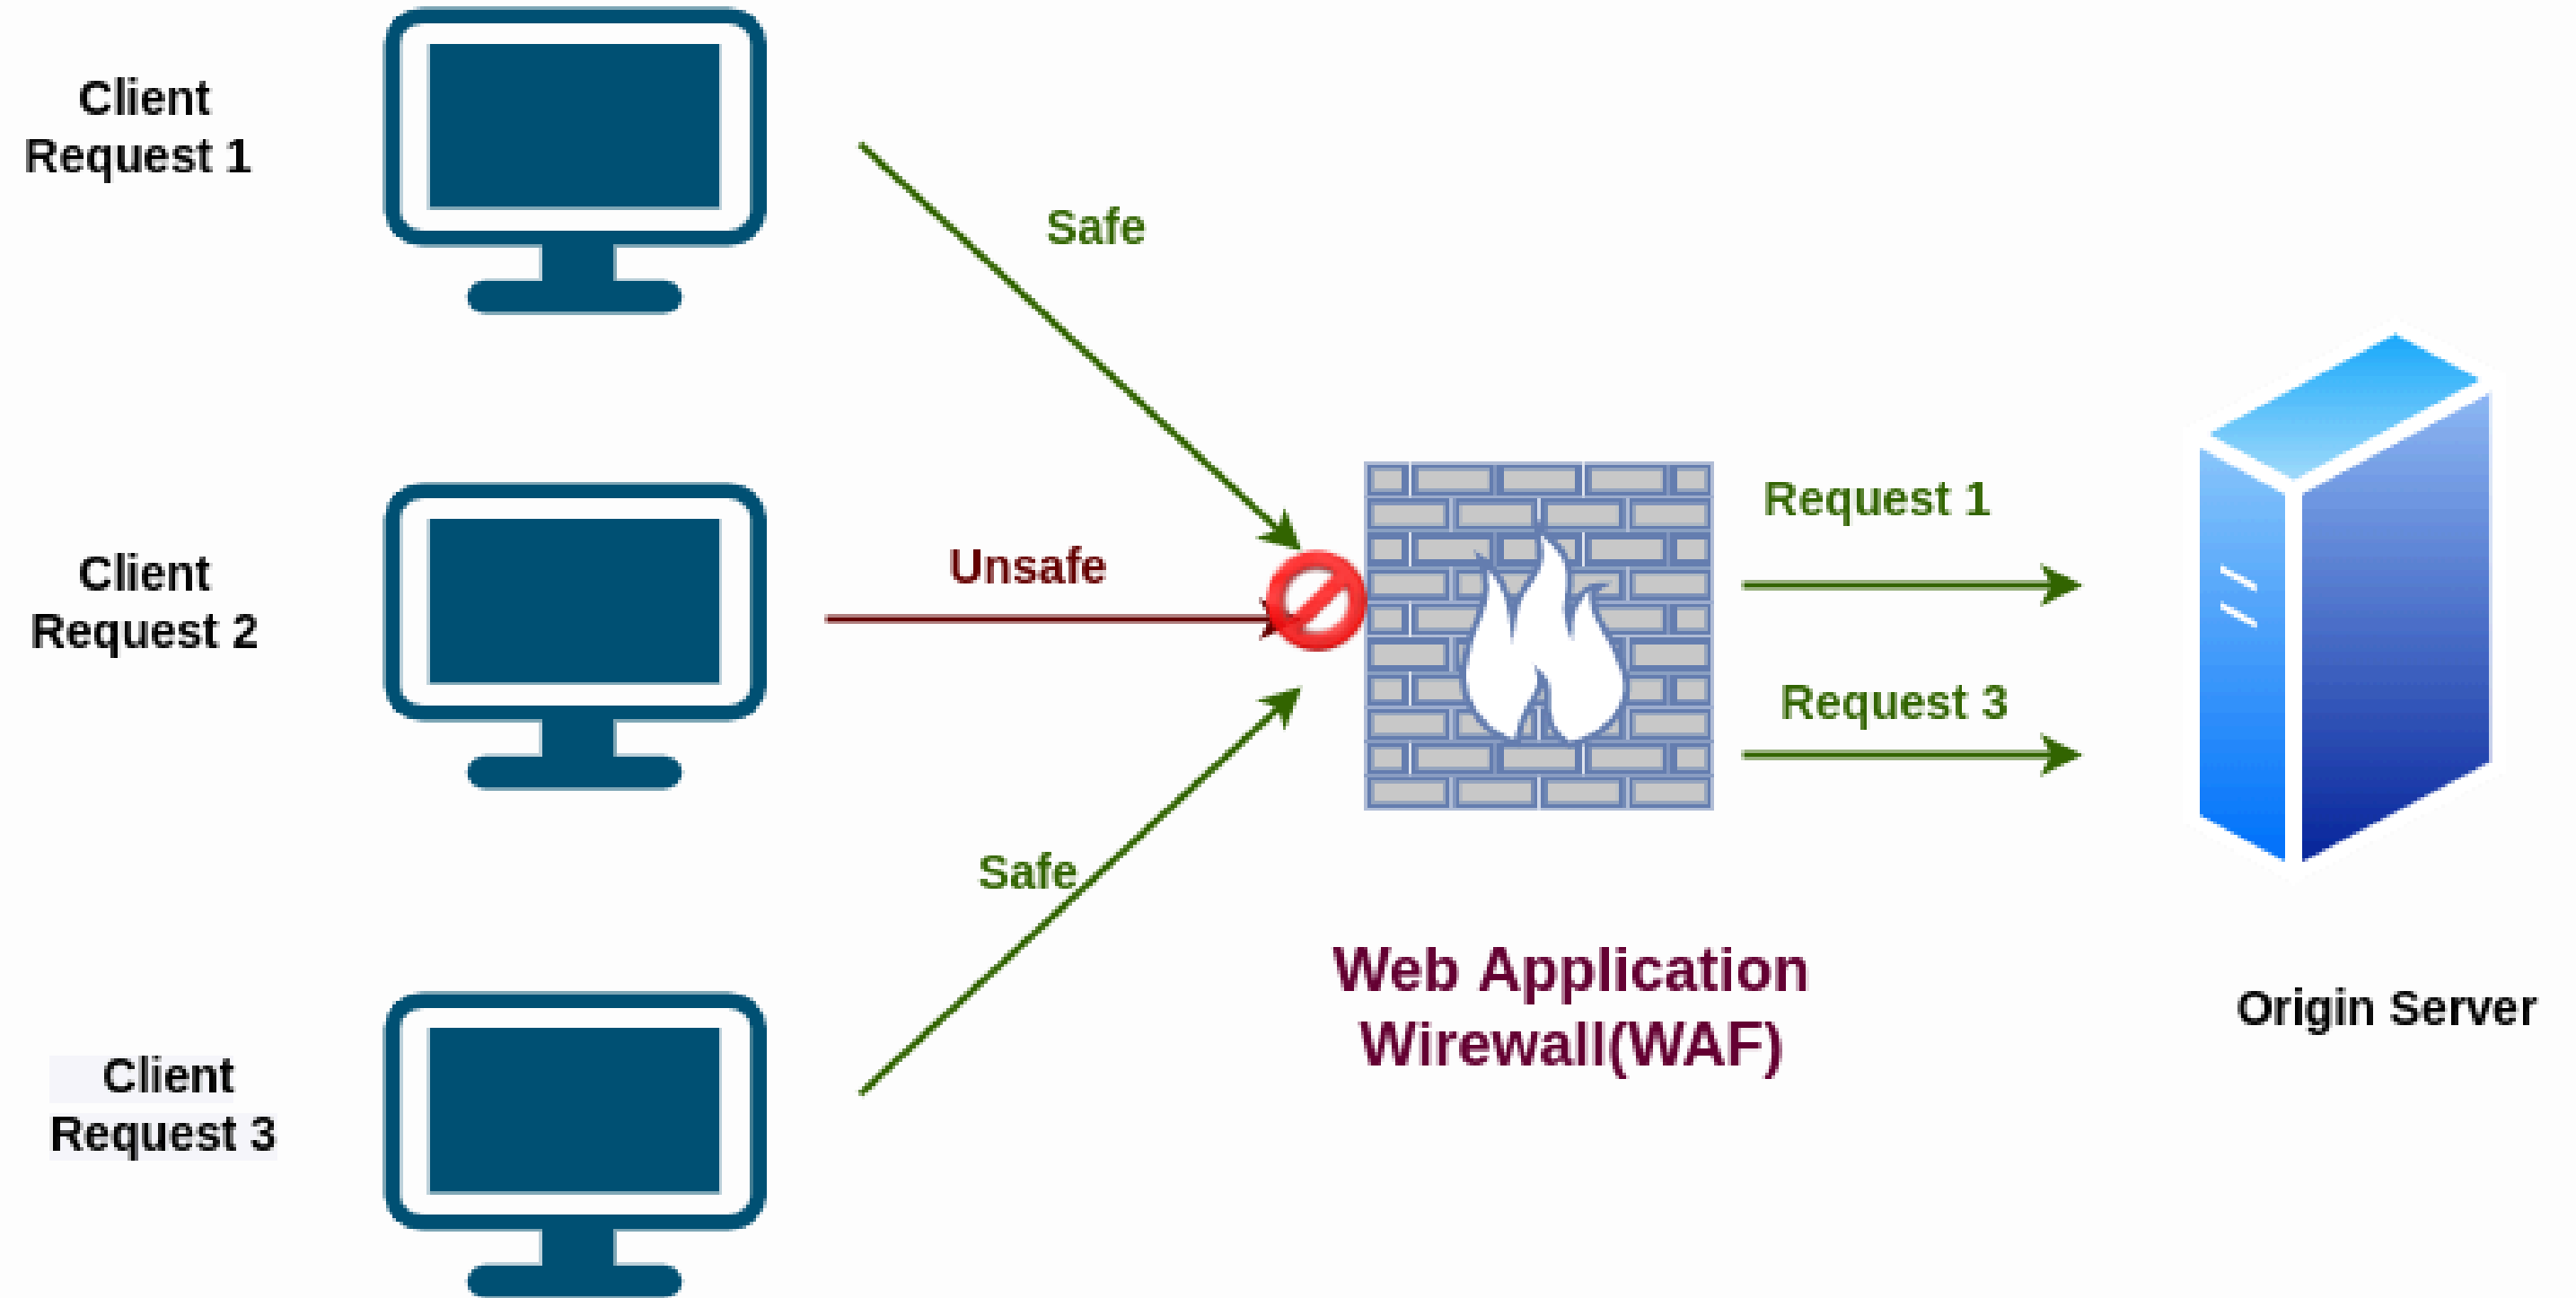 Client
Request 1
Safe
Client
Request 2
Unsafe
Request 1
Request 3
Safe
Client
Request 3
Web Application
Wirewall(WAF)
Origin Server